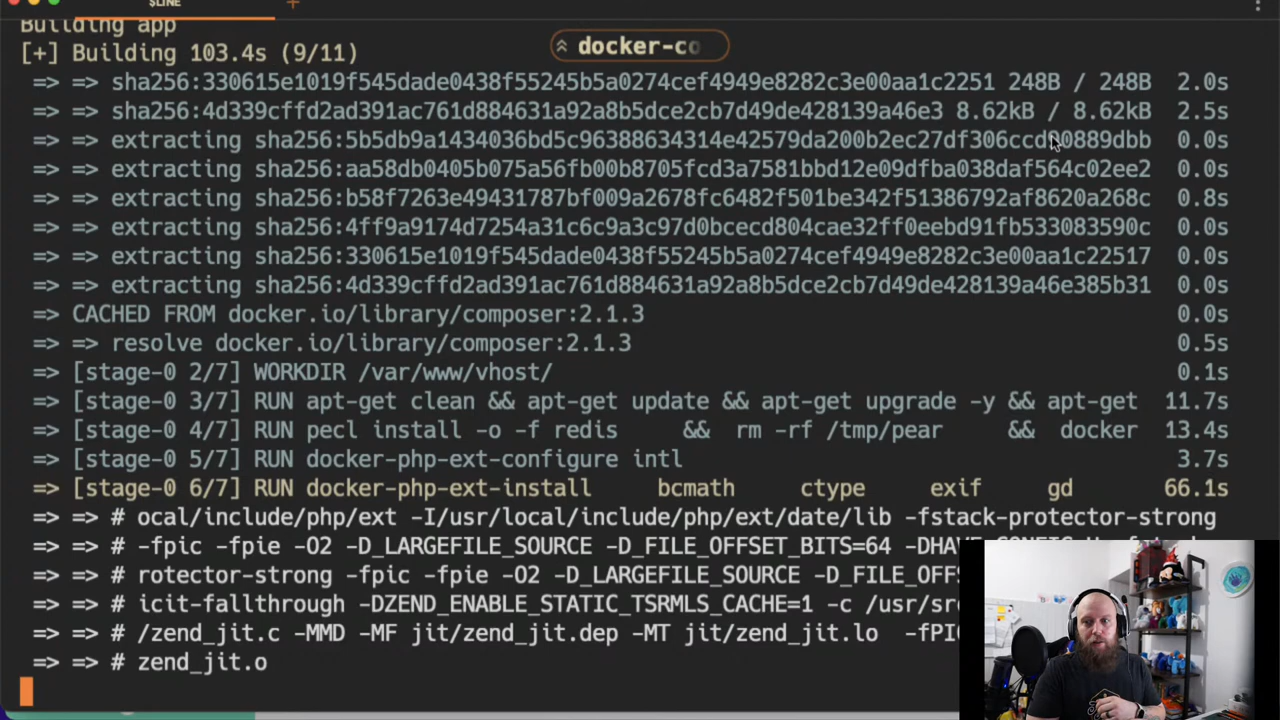 $LINE
Building app
[+] Building 103.4s (9/11)
docker-co
=> => sha256:330615e1019f545dade0438f55245b5a0274cef4949e8282c3e00aa1c2251 248B / 248B 2.0s
=> => sha256:4d339cffd2ad391ac761d884631a92a8b5dce2cb7d49de428139a46e3 8.62kB / 8.62kB 2.5s
=> => extracting sha256:5b5db9a1434036bd5c96388634314e42579da200b2ec27df306ccd90889dbb 0.0s
=> => extracting sha256:aa58db0405b075a6fa6b8705fcd3a7581bbd12e09dfba038daf564c02ee2 0.0s
=> => extracting sha256:b58f7263e49431787bf009a2678fc6482f501be342f51386792af8620a268c 0.8s
=> => extracting sha256:4ff9a9174d7254a31c6c9a3c97d0bcecd804cae32ff0eebd91fb533083590c 0.0s
=> => extracting sha256:330615e1019f545dade0438f55245b5a0274cef4949e8282c3e00aa1c22517 0.0s
=> => extracting sha256:4d339cffd2ad391ac761d884631a92a8b5dce2cb7d49de428139a46e385b31 0.0s
=> CACHED FROM docker.io/library/composer:2.1.3 0.0s
=> => resolve docker.io/library/composer:2.1.3 0.5s
=> [stage-0 2/7] WORKDIR /var/www/vhost/ 0.1s
=> [stage-0 3/7] RUN apt-get clean && apt-get update && apt-get upgrade -y && apt-get 11.7s
=> [stage-0 4/7] RUN pecl install -o -f redis && rm -rf /tmp/pear && docker 13.4s
=> [stage-0 5/7] RUN docker-php-ext-configure intl 3.7s
=> [stage-0 6/7] RUN docker-php-ext-install bcmath ctype exif gd 66.1s
=> => # ocal/include/php/ext -I/usr/local/include/php/ext/date/lib -fstack-protector-strong
=> => # -fpic -fpie -O2 -D_LARGEFILE_SOURCE -D_FILE_OFFSET_BITS=64
=> => # rotector-strong -fpic -fpie -O2 -D_LARGEFILE_SOURCE -D_FILE_OFF
=> => # icit-fallthrough -DZEND_ENABLE_STATIC_TSRMLS_CACHE=1 -c /usr/sr
=> => # /zend_jit.c -MMD -MF jit/zend_jit.dep -MT jit/zend_jit.lo -fPI
=> => # zend_jit.o